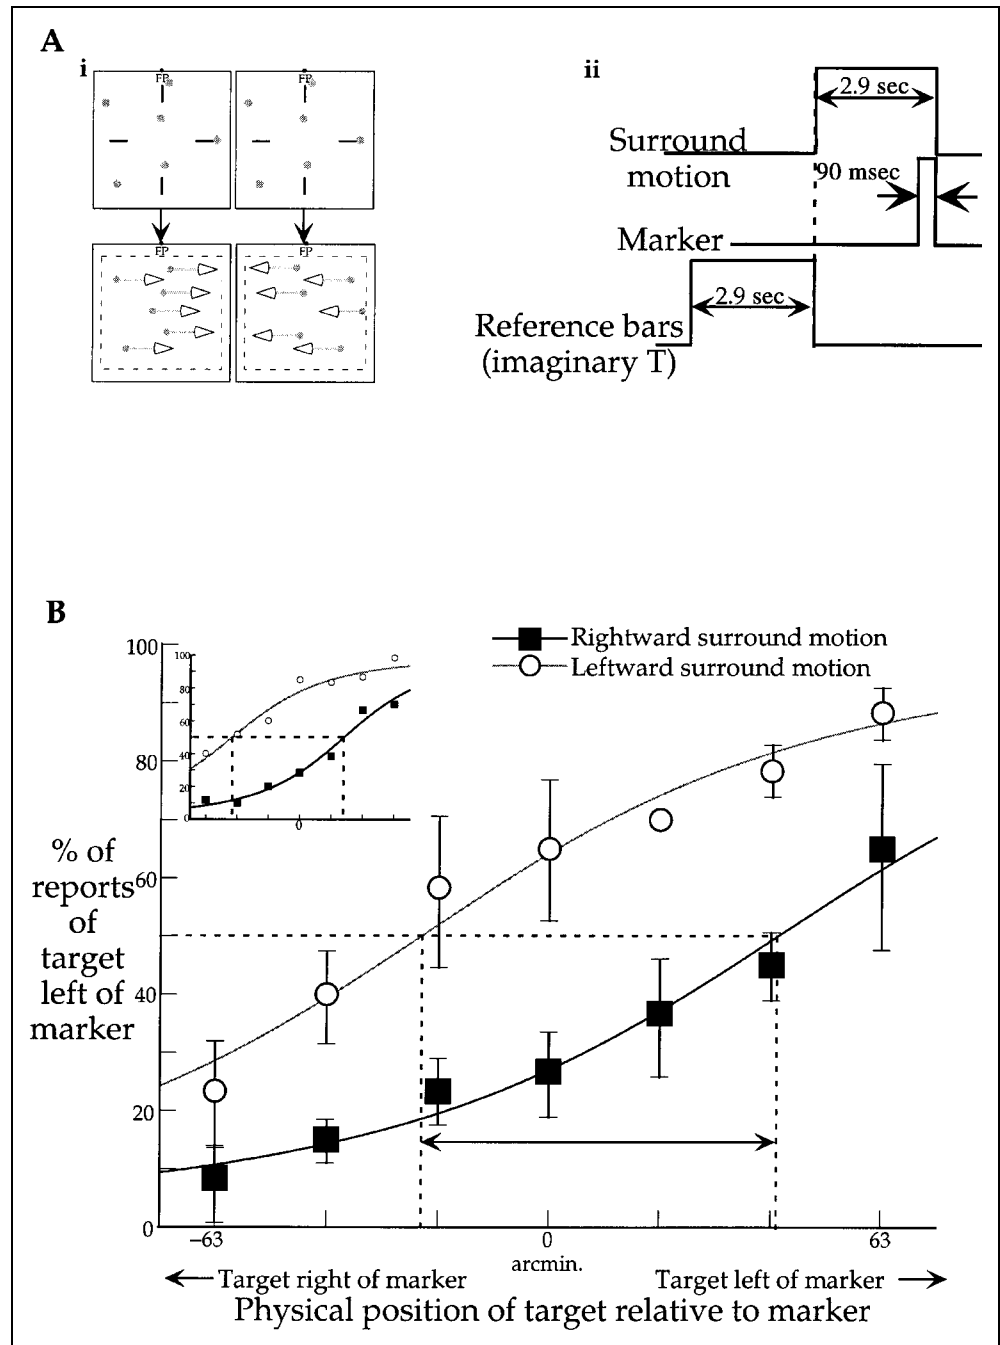 A
i
FP
FP
FP
FP
ii
2.9 sec
Surround
motion
90 msec
Marker
2.9 sec
Reference bars
(imaginary T)
B
Rightward surround motion
Leftward surround motion
100
80
60
40
20
0
100
80
60
40
20
0
0
% of
reports
of
target
left of
marker
−63
0
63
arcmin.
Target right of marker
Target left of marker
Physical position of target relative to marker